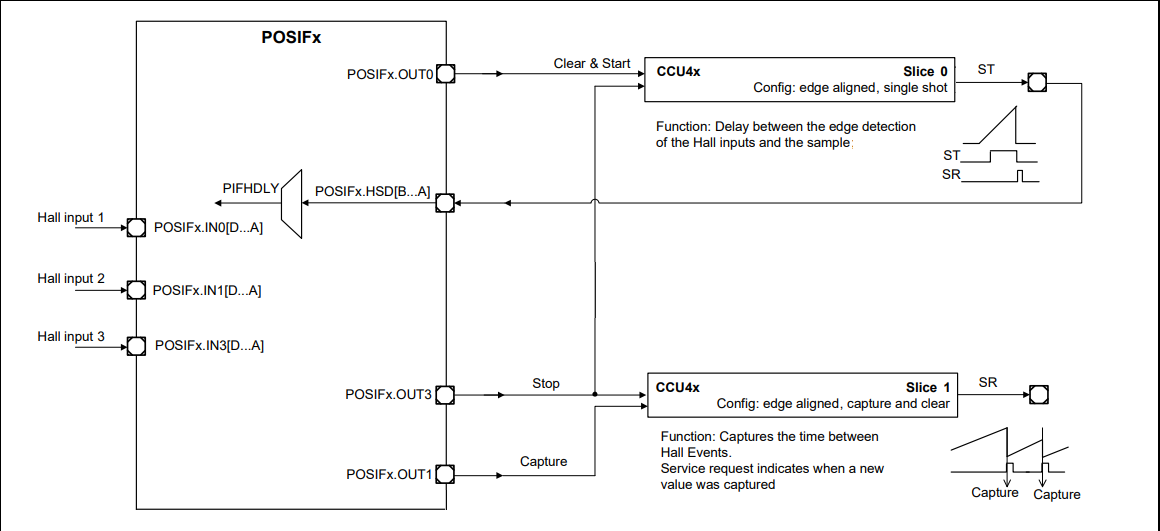 POSIFx
POSIFx.OUT0
Clear & Start
CCU4x
Slice 0
Config: edge aligned, single shot
ST
Function: Delay between the edge detection
of the Hall inputs and the sample
ST
SR
PIFHDLY
POSIFx.HSD[B...A]
Hall input 1
POSIFx.IN0[D...A]
Hall input 2
POSIFx.IN1[D...A]
Hall input 3
POSIFx.IN3[D...A]
POSIFx.OUT3
Stop
CCU4x
Slice 1
Config: edge aligned, capture and clear
SR
Function: Captures the time between
Hall Events.
Service request indicates when a new
value was captured
POSIFx.OUT1
Capture
Capture
Capture